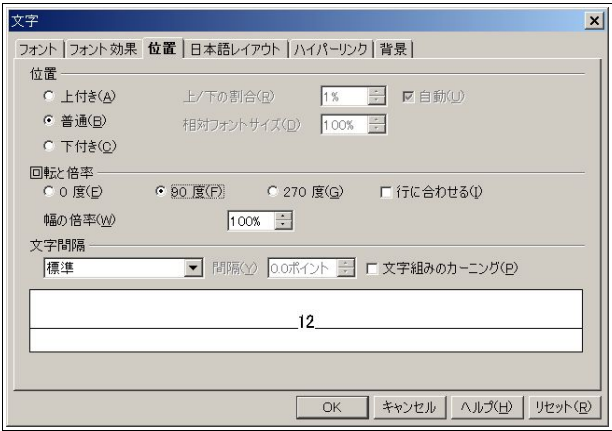 文字
フォント フォント効果 位置 日本語レイアウト ハイパーリンク 背景
位置
上付き(A) 上/下の割合(R) 1% 自動(U)
普通(B) 相対フォントサイズ(D) 100%
下付き(C)
回転と倍率
0 度(E) 90 度(F) 270 度(G) 行に合わせる(I)
幅の倍率(W) 100%
文字間隔
標準 間隔(Y) 0.0ポイント 文字組みのカーニング(P)
12
OK キャンセル ヘルプ(H) リセット(R)